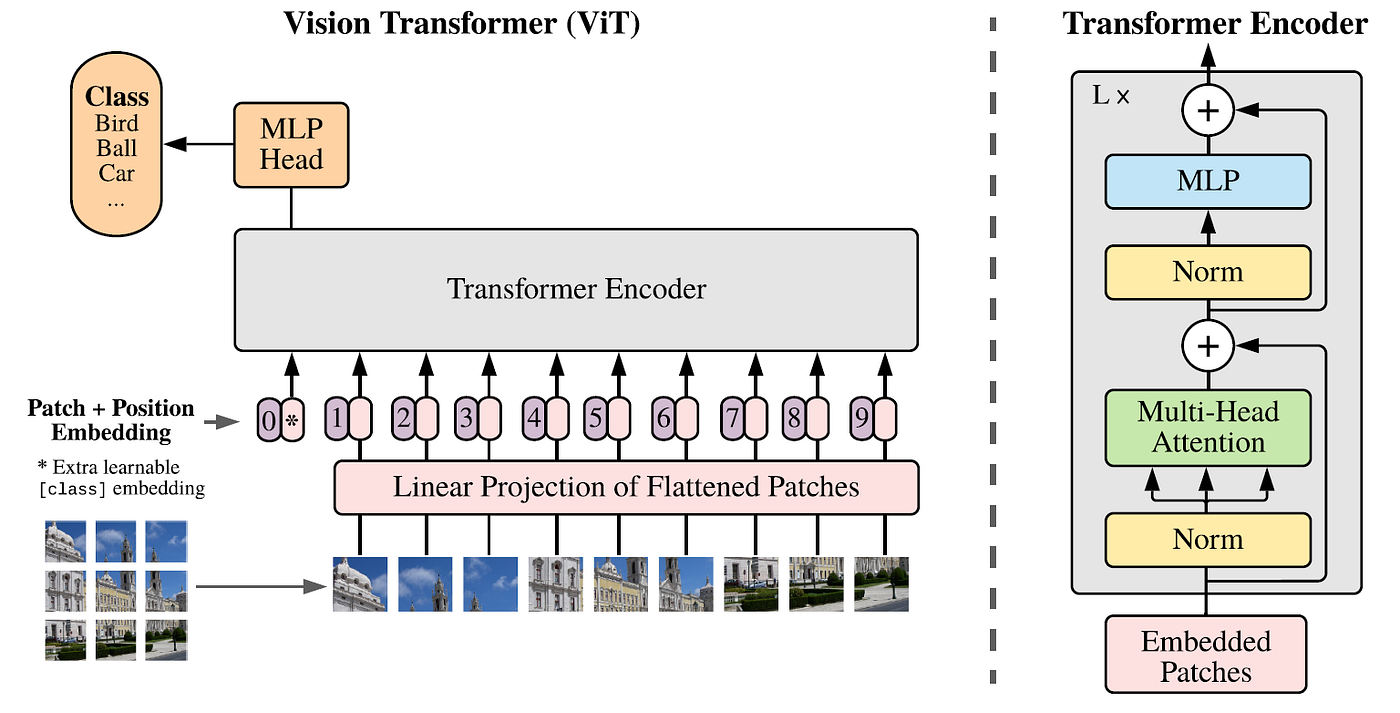 Vision Transformer (ViT)
Class
Bird
Ball
Car
...
MLP
Head
Transformer Encoder
0 * 1 2 3 4 5 6 7 8 9
Patch + Position
Embedding
* Extra learnable
[class] embedding
Linear Projection of Flattened Patches
Transformer Encoder
L x
+
MLP
Norm
+
Multi-Head
Attention
Norm
Embedded
Patches